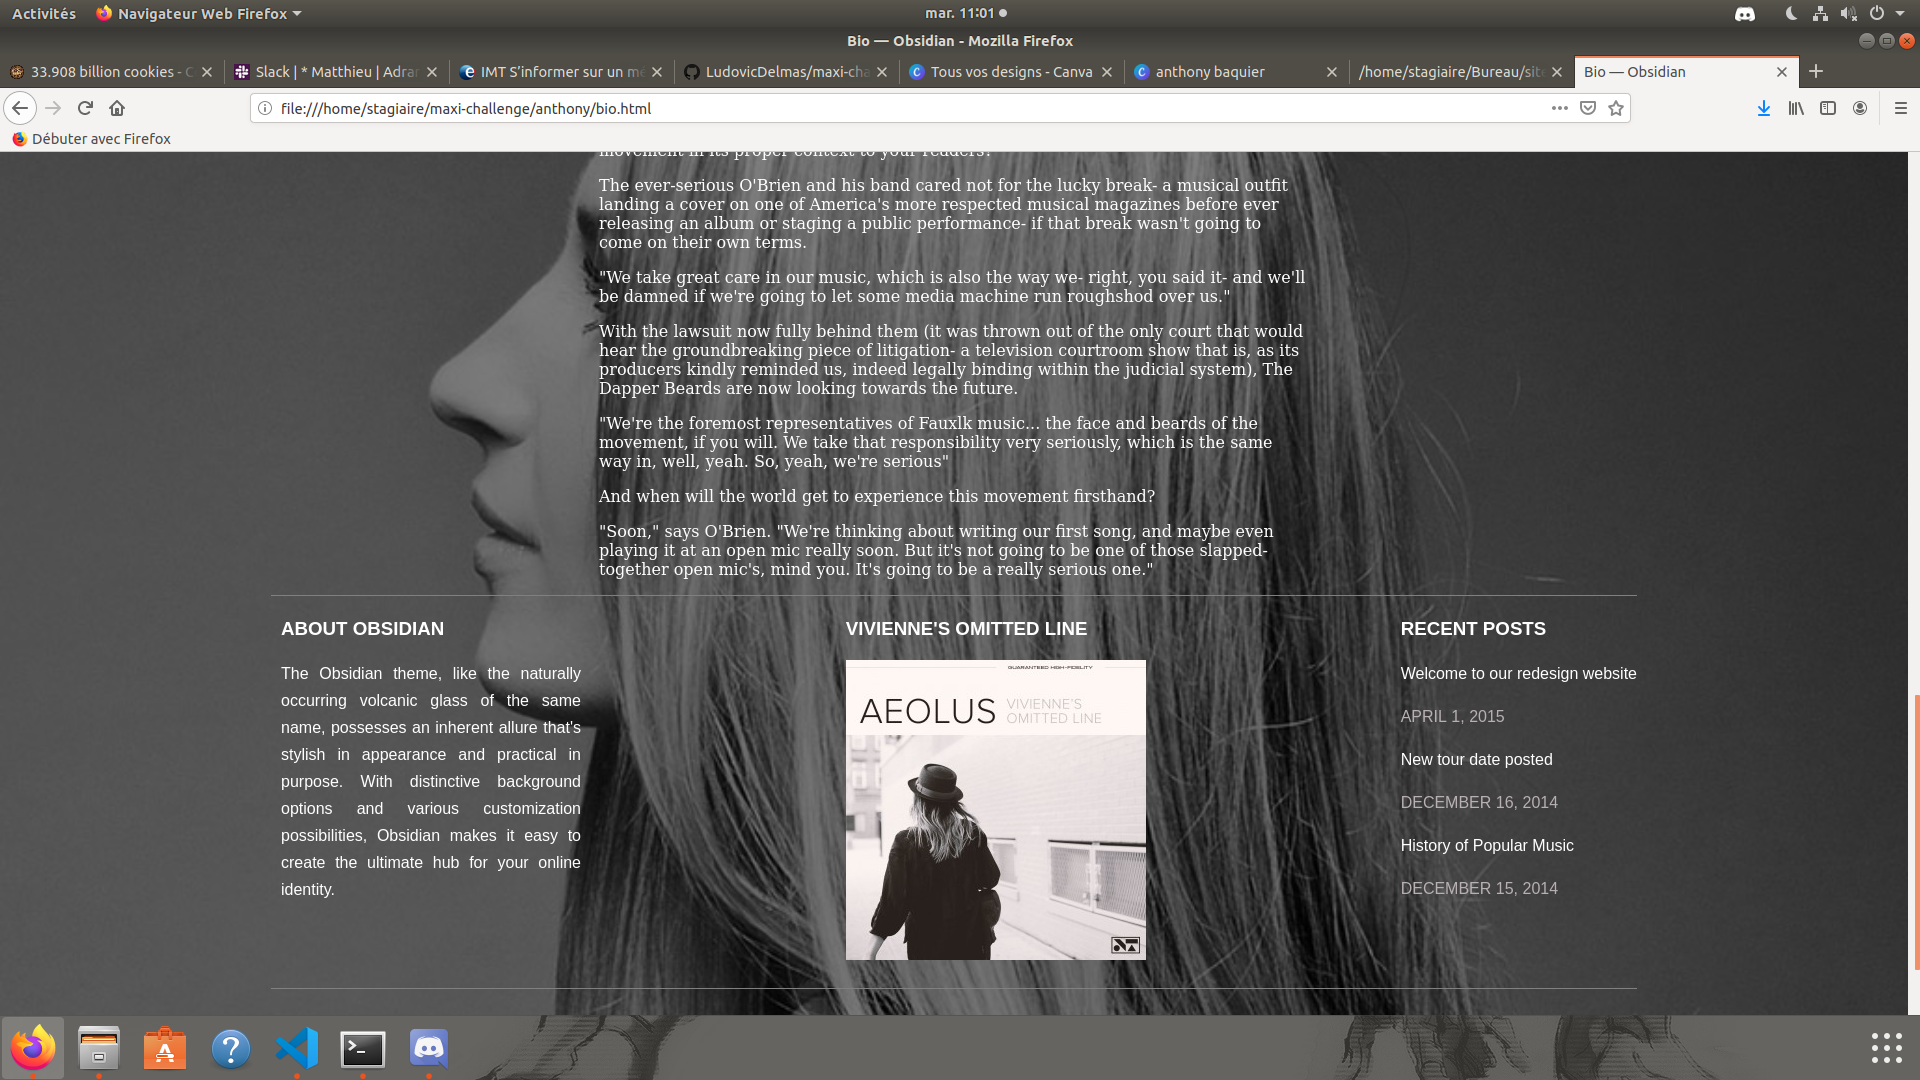 Activités Navigateur Web Firefox mar. 11:01
Bio — Obsidian - Mozilla Firefox
33.908 billion cookies - C
Slack | * Matthieu | Adrar
IMT S'informer sur un mé
LudovicDelmas/maxi-cha
Tous vos designs - Canva
anthony baquier
/home/stagiaire/Bureau/site
Bio — Obsidian
file:///home/stagiaire/maxi-challenge/anthony/bio.html
Débuter avec Firefox
movement in its proper context to your readers?
The ever-serious O'Brien and his band cared not for the lucky break- a musical outfit
landing a cover on one of America's more respected musical magazines before ever
releasing an album or staging a public performance- if that break wasn't going to
come on their own terms.
"We take great care in our music, which is also the way we- right, you said it- and we'll
be damned if we're going to let some media machine run roughshod over us."
With the lawsuit now fully behind them (it was thrown out of the only court that would
hear the groundbreaking piece of litigation- a television courtroom show that is, as its
producers kindly reminded us, indeed legally binding within the judicial system), The
Dapper Beards are now looking towards the future.
"We're the foremost representatives of Fauxlk music... the face and beards of the
movement, if you will. We take that responsibility very seriously, which is the same
way in, well, yeah. So, yeah, we're serious"
And when will the world get to experience this movement firsthand?
"Soon," says O'Brien. "We're thinking about writing our first song, and maybe even
playing it at an open mic really soon. But it's not going to be one of those slapped-
together open mic's, mind you. It's going to be a really serious one."
ABOUT OBSIDIAN
The Obsidian theme, like the naturally
occurring volcanic glass of the same
name, possesses an inherent allure that's
stylish in appearance and practical in
purpose. With distinctive background
options and various customization
possibilities, Obsidian makes it easy to
create the ultimate hub for your online
identity.
VIVIENNE'S OMITTED LINE
GUARANTEED HIGH-FIDELITY
AEOLUS VIVIENNE'S
OMITTED LINE
RECENT POSTS
Welcome to our redesign website
APRIL 1, 2015
New tour date posted
DECEMBER 16, 2014
History of Popular Music
DECEMBER 15, 2014